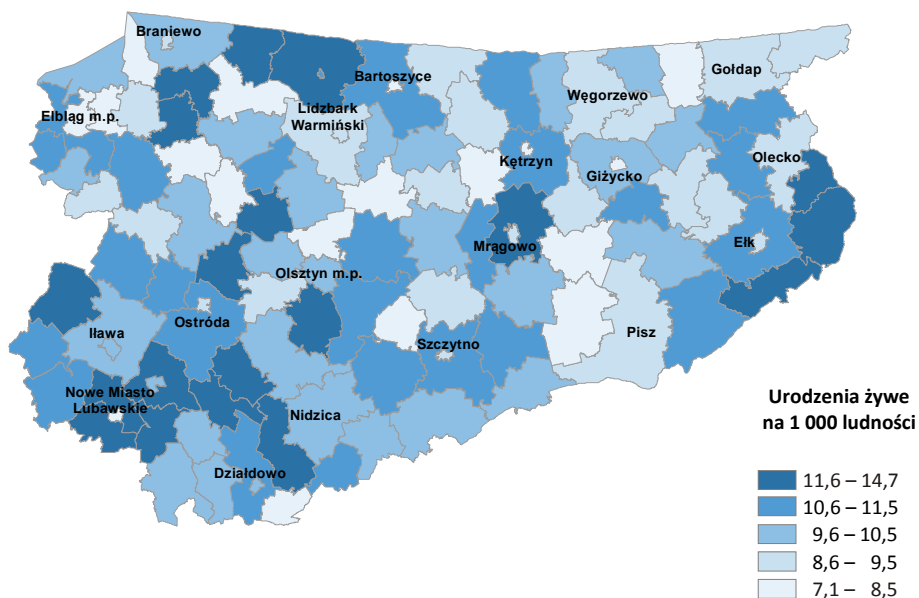 Braniewo
Bartoszyce
Gołdap
Węgorzewo
Elbląg m.p.
Lidzbark
Warmiński
Kętrzyn
Olecko
Giżycko
Mrągowo
Ełk
Olsztyn m.p.
Ostróda
Iława
Pisz
Szczytno
Nowe Miasto
Lubawskie
Nidzica
Działdowo
Urodzenia żywe
na 1 000 ludności
11,6 – 14,7
10,6 – 11,5
9,6 – 10,5
8,6 – 9,5
7,1 – 8,5